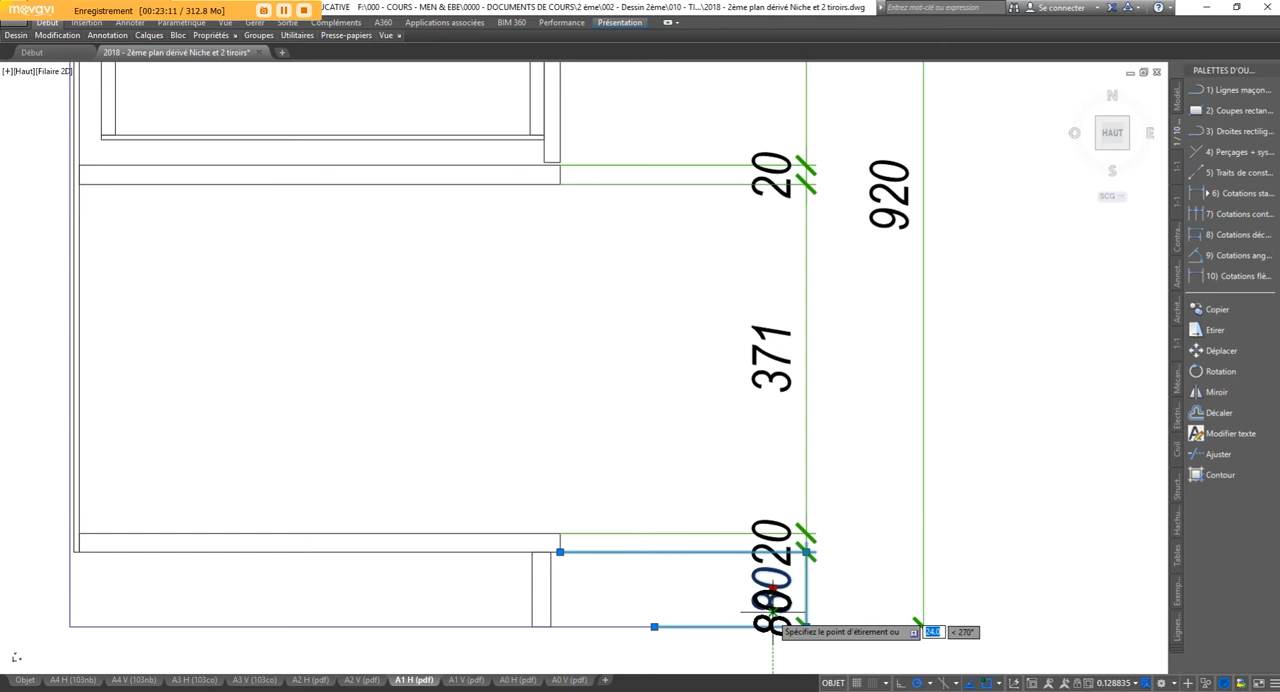 movavi
Enregistrement [00:23:11 / 312.8 Mo]
UCATIVE F:\000 - COURS - MEN & EBE\0000 - DOCUMENTS DE COURS\2 ème\002 - Dessin 2ème\010 - TI...\2018 - 2ème plan dérivé Niche et 2 tiroirs.dwg
Entrez mot-clé ou expression
Se connecter
Début Insertion Annoter Paramétrique Vue Gérer Sortie Compléments A360 Applications associées BIM 360 Performance Présentation
Dessin Modification Annotation Calques Bloc Propriétés Groupes Utilitaires Presse-papiers Vue
Début 2018 - 2ème plan dérivé Niche et 2 tiroirs*
[+][Haut][Filaire 2D]
PALETTES D'OU...
1) Lignes maçon...
2) Coupes rectan...
3) Droites rectilig...
4) Perçages + sys...
5) Traits de const...
6) Cotations sta...
7) Cotations cont...
8) Cotations déc...
9) Cotations ang...
10) Cotations flè...
Copier
Etirer
Déplacer
Rotation
Miroir
Décaler
Modifier texte
Ajuster
Contour
N
O HAUT E
S
SCG
20
920
371
20
Spécifiez le point d'étirement ou 24.0 < 270°
Objet A4 H (103nb) A4 V (103nb) A3 H (103co) A3 V (103co) A2 H (pdf) A2 V (pdf) A1 H (pdf) A1 V (pdf) A0 H (pdf) A0 V (pdf)
OBJET 0.128835